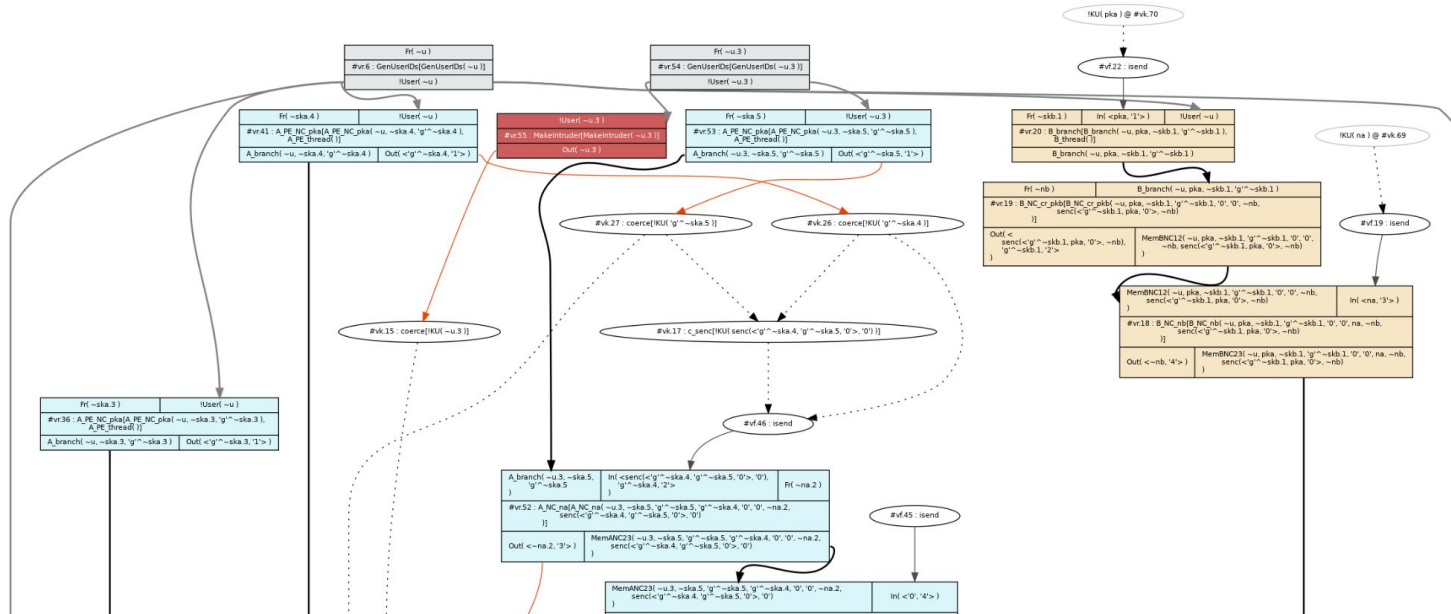 !KU( pka ) @ #vk.70
Fr( ~u )
#vr.6 : GenUserIDs[GenUserIDs( ~u )]
!User( ~u )
Fr( ~u.3 )
#vr.54 : GenUserIDs[GenUserIDs( ~u.3 )]
!User( ~u.3 )
#vf.22 : isend
Fr( ~ska.4 ) !User( ~u )
#vr.41 : A_PE_NC_pka[A_PE_NC_pka( ~u, ~ska.4, 'g'^~ska.4 ),
A_PE_thread( )]
A_branch( ~u, ~ska.4, 'g'^~ska.4 ) Out( <'g'^~ska.4, '1'> )
!User( ~u.3 )
#vr.55 : MakeIntruder[MakeIntruder( ~u.3 )]
Out( ~u.3 )
Fr( ~ska.5 ) !User( ~u.3 )
#vr.53 : A_PE_NC_pka[A_PE_NC_pka( ~u.3, ~ska.5, 'g'^~ska.5 ),
A_PE_thread( )]
A_branch( ~u.3, ~ska.5, 'g'^~ska.5 ) Out( <'g'^~ska.5, '1'> )
Fr( ~skb.1 ) In( <pka, '1'> ) !User( ~u )
#vr.20 : B_branch[B_branch( ~u, pka, ~skb.1, 'g'^~skb.1 ),
B_thread( )]
B_branch( ~u, pka, ~skb.1, 'g'^~skb.1 )
!KU( na ) @ #vk.69
Fr( ~nb ) B_branch( ~u, pka, ~skb.1, 'g'^~skb.1 )
#vr.19 : B_NC_cr_pkb[B_NC_cr_pkb( ~u, pka, ~skb.1, 'g'^~skb.1, '0', '0', ~nb,
senc(<'g'^~skb.1, pka, '0'>, ~nb)
)]
Out( <
senc(<'g'^~skb.1, pka, '0'>, ~nb),
'g'^~skb.1, '2'>
)
MemBNC12( ~u, pka, ~skb.1, 'g'^~skb.1, '0', '0',
~nb, senc(<'g'^~skb.1, pka, '0'>, ~nb)
)
#vk.27 : coerce[!KU( 'g'^~ska.5 )]
#vk.26 : coerce[!KU( 'g'^~ska.4 )]
#vf.19 : isend
MemBNC12( ~u, pka, ~skb.1, 'g'^~skb.1, '0', '0', ~nb,
senc(<'g'^~skb.1, pka, '0'>, ~nb)
)
In( <na, '3'> )
#vr.18 : B_NC_nb[B_NC_nb( ~u, pka, ~skb.1, 'g'^~skb.1, '0', '0', na, ~nb,
senc(<'g'^~skb.1, pka, '0'>, ~nb)
)]
Out( <~nb, '4'> )
MemBNC23( ~u, pka, ~skb.1, 'g'^~skb.1, '0', '0', na, ~nb,
senc(<'g'^~skb.1, pka, '0'>, ~nb)
)
#vk.15 : coerce[!KU( ~u.3 )]
#vk.17 : c_senc[!KU( senc(<'g'^~ska.4, 'g'^~ska.5, '0'>, '0') )]
Fr( ~ska.3 ) !User( ~u )
#vr.36 : A_PE_NC_pka[A_PE_NC_pka( ~u, ~ska.3, 'g'^~ska.3 ),
A_PE_thread( )]
A_branch( ~u, ~ska.3, 'g'^~ska.3 ) Out( <'g'^~ska.3, '1'> )
#vf.46 : isend
A_branch( ~u.3, ~ska.5,
'g'^~ska.5
)
In( <senc(<'g'^~ska.4, 'g'^~ska.5, '0'>, '0'),
'g'^~ska.4, '2'>
)
Fr( ~na.2 )
#vr.52 : A_NC_na[A_NC_na( ~u.3, ~ska.5, 'g'^~ska.5, 'g'^~ska.4, '0', '0', ~na.2,
senc(<'g'^~ska.4, 'g'^~ska.5, '0'>, '0')
)]
Out( <~na.2, '3'> )
MemANC23( ~u.3, ~ska.5, 'g'^~ska.5, 'g'^~ska.4, '0', '0', ~na.2,
senc(<'g'^~ska.4, 'g'^~ska.5, '0'>, '0')
)
#vf.45 : isend
MemANC23( ~u.3, ~ska.5, 'g'^~ska.5, 'g'^~ska.4, '0', '0', ~na.2,
senc(<'g'^~ska.4, 'g'^~ska.5, '0'>, '0')
)
In( <'0', '4'> )